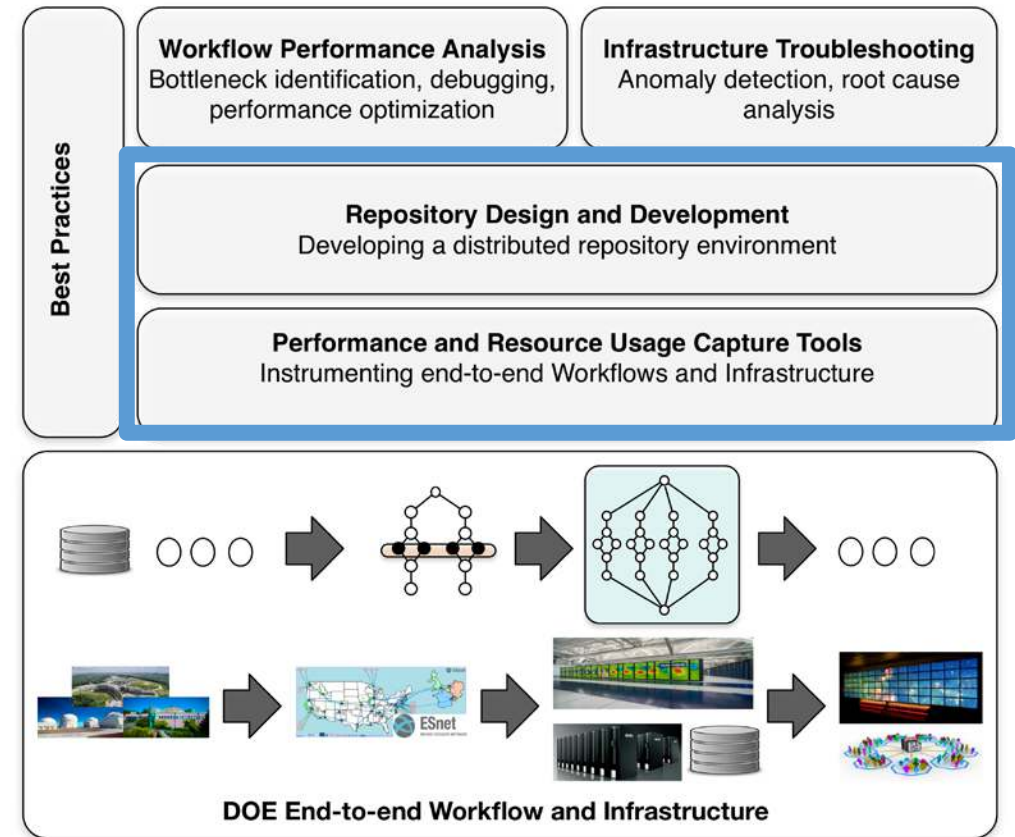 Best Practices
Workflow Performance Analysis
Bottleneck identification, debugging,
performance optimization
Infrastructure Troubleshooting
Anomaly detection, root cause
analysis
Repository Design and Development
Developing a distributed repository environment
Performance and Resource Usage Capture Tools
Instrumenting end-to-end Workflows and Infrastructure
ESnet
DOE End-to-end Workflow and Infrastructure